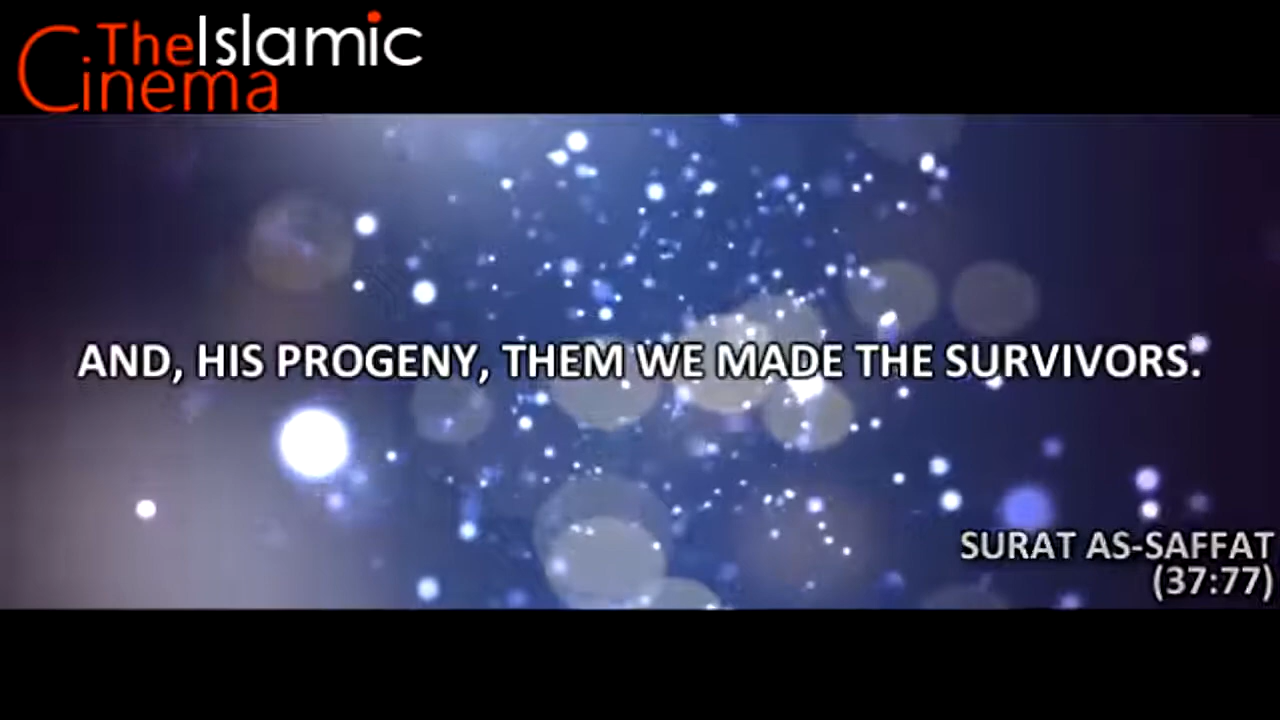 TheIslamic
Cinema
AND, HIS PROGENY, THEM WE MADE THE SURVIVORS.
SURAT AS-SAFFAT
(37:77)